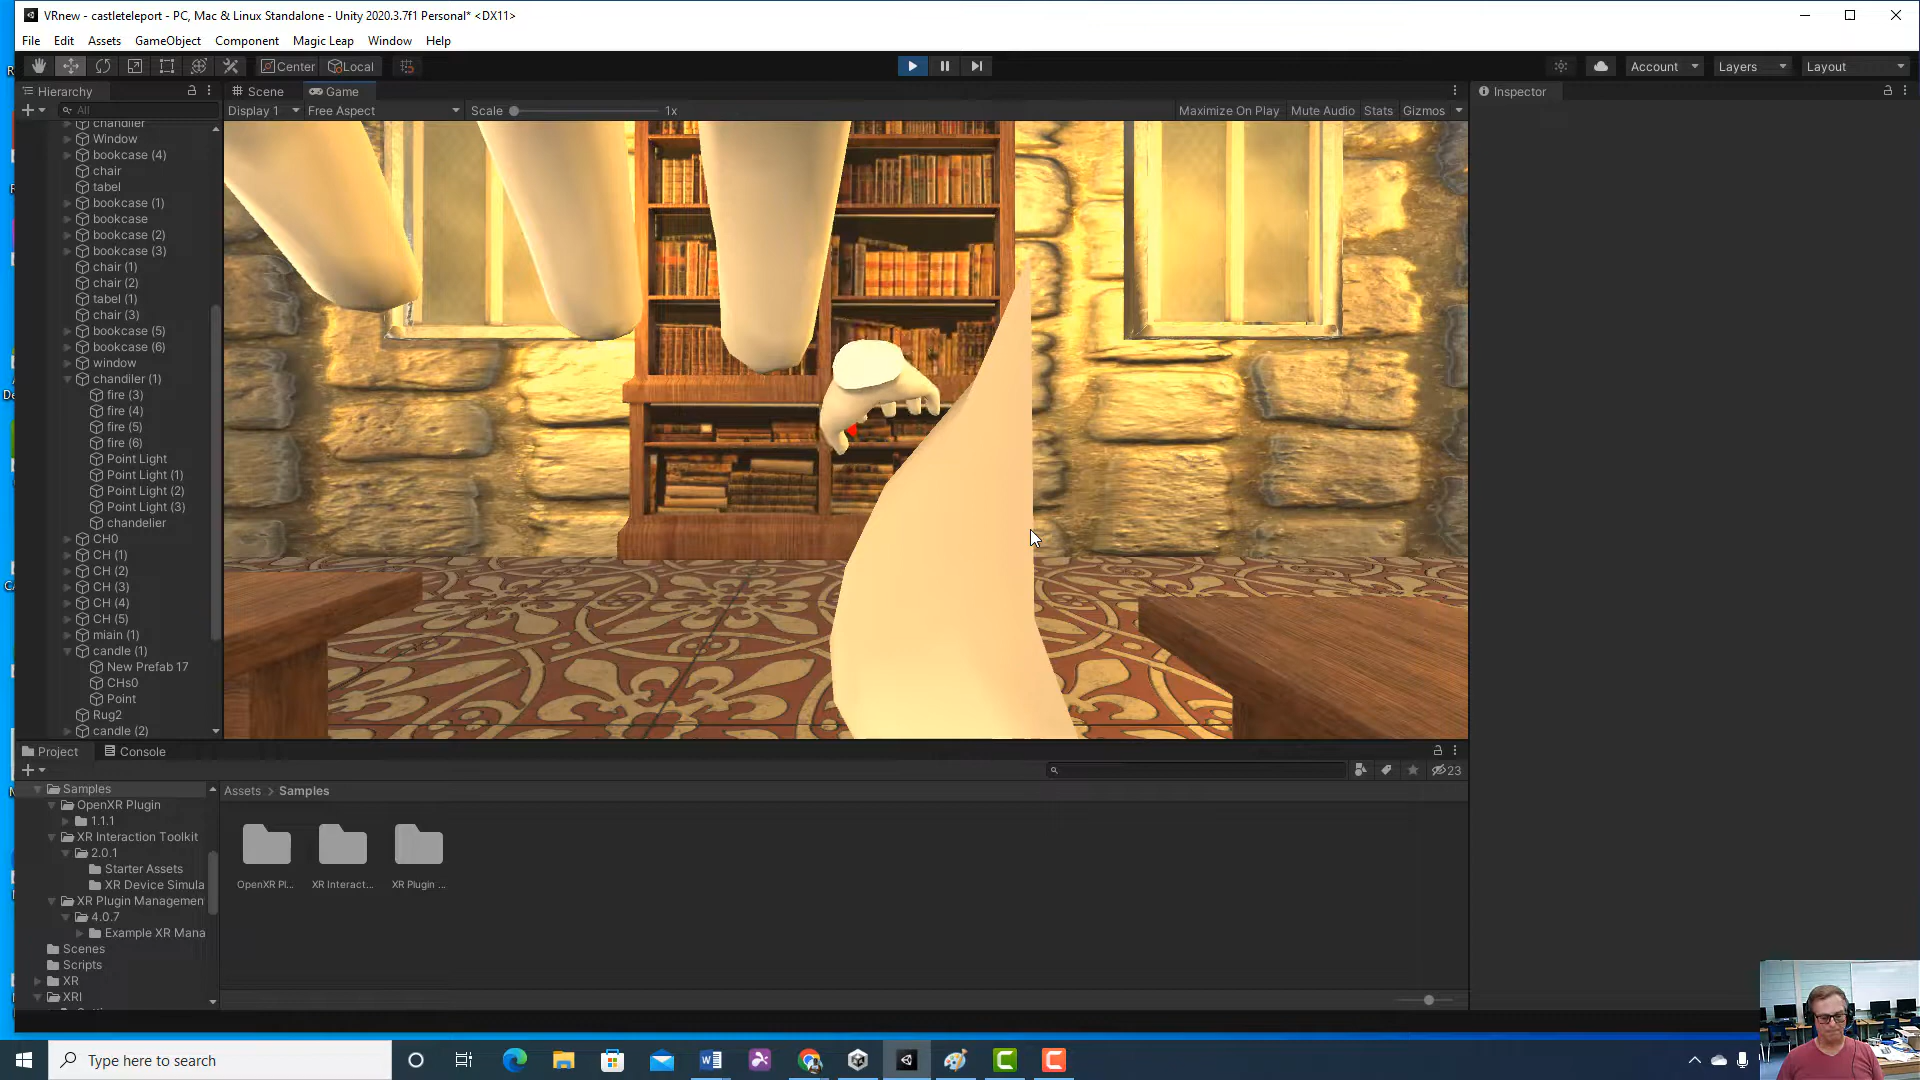 VRnew - castleteleport - PC, Mac & Linux Standalone - Unity 2020.3.7f1 Personal* <DX11>
File Edit Assets GameObject Component Magic Leap Window Help
Center Local Account Layers Layout
Hierarchy Scene Game Inspector
All Display 1 Free Aspect Scale 1x Maximize On Play Mute Audio Stats Gizmos
chandiler
Window
bookcase (4)
chair
tabel
bookcase (1)
bookcase
bookcase (2)
bookcase (3)
chair (1)
chair (2)
tabel (1)
chair (3)
bookcase (5)
bookcase (6)
window
chandiler (1)
fire (3)
fire (4)
fire (5)
fire (6)
Point Light
Point Light (1)
Point Light (2)
Point Light (3)
chandelier
CH0
CH (1)
CH (2)
CH (3)
CH (4)
CH (5)
miain (1)
candle (1)
New Prefab 17
CHs0
Point
Rug2
candle (2)
Project Console
23
Samples
OpenXR Plugin
1.1.1
XR Interaction Toolkit
2.0.1
Starter Assets
XR Device Simula
XR Plugin Managemen
4.0.7
Example XR Mana
Scenes
Scripts
XR
XRI
Assets > Samples
OpenXR Pl... XR Interact... XR Plugin ...
Type here to search